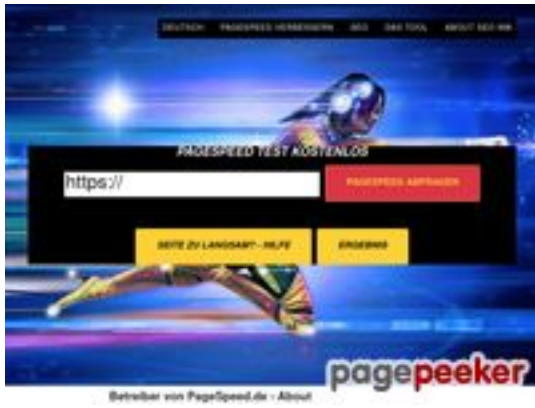 DEUTSCH PAGESPEED VERBESSERN SEO DAS TOOL ABOUT SEO NW
PAGESPEED TEST KOSTENLOS
https:// PAGESPEED ABFRAGEN
SEITE ZU LANGSAM? - HILFE ERGEBNIS
pagepeeker
Betreiber von PageSpeed.de - About